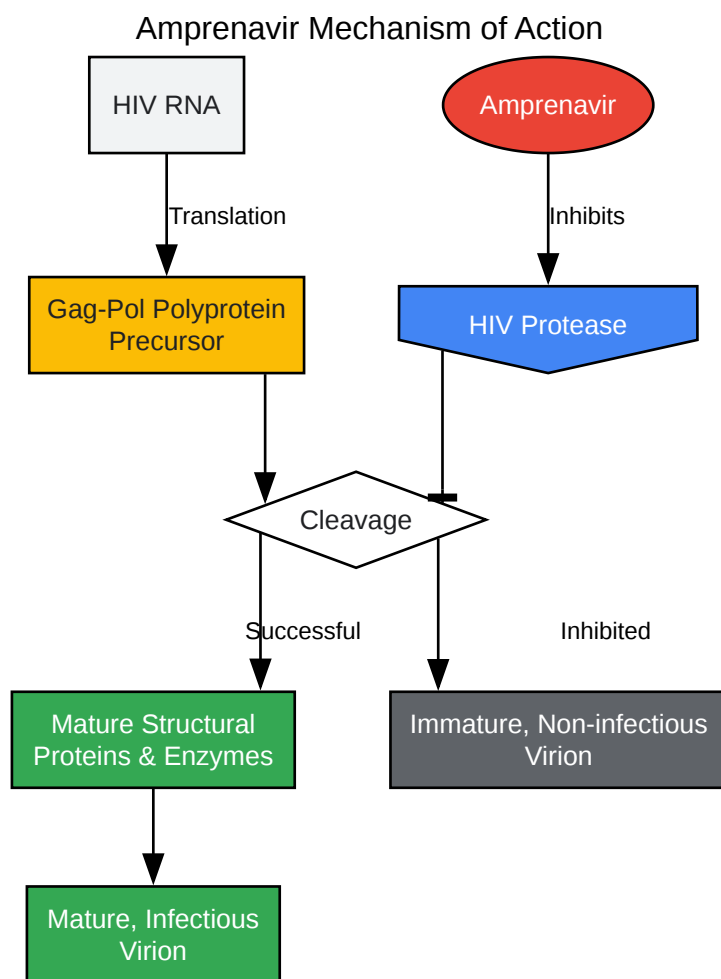 Amprenavir Mechanism of Action
HIV RNA
Amprenavir
Translation
Inhibits
Gag-Pol Polyprotein
Precursor
HIV Protease
Cleavage
Successful
Inhibited
Mature Structural
Proteins & Enzymes
Immature, Non-infectious
Virion
Mature, Infectious
Virion